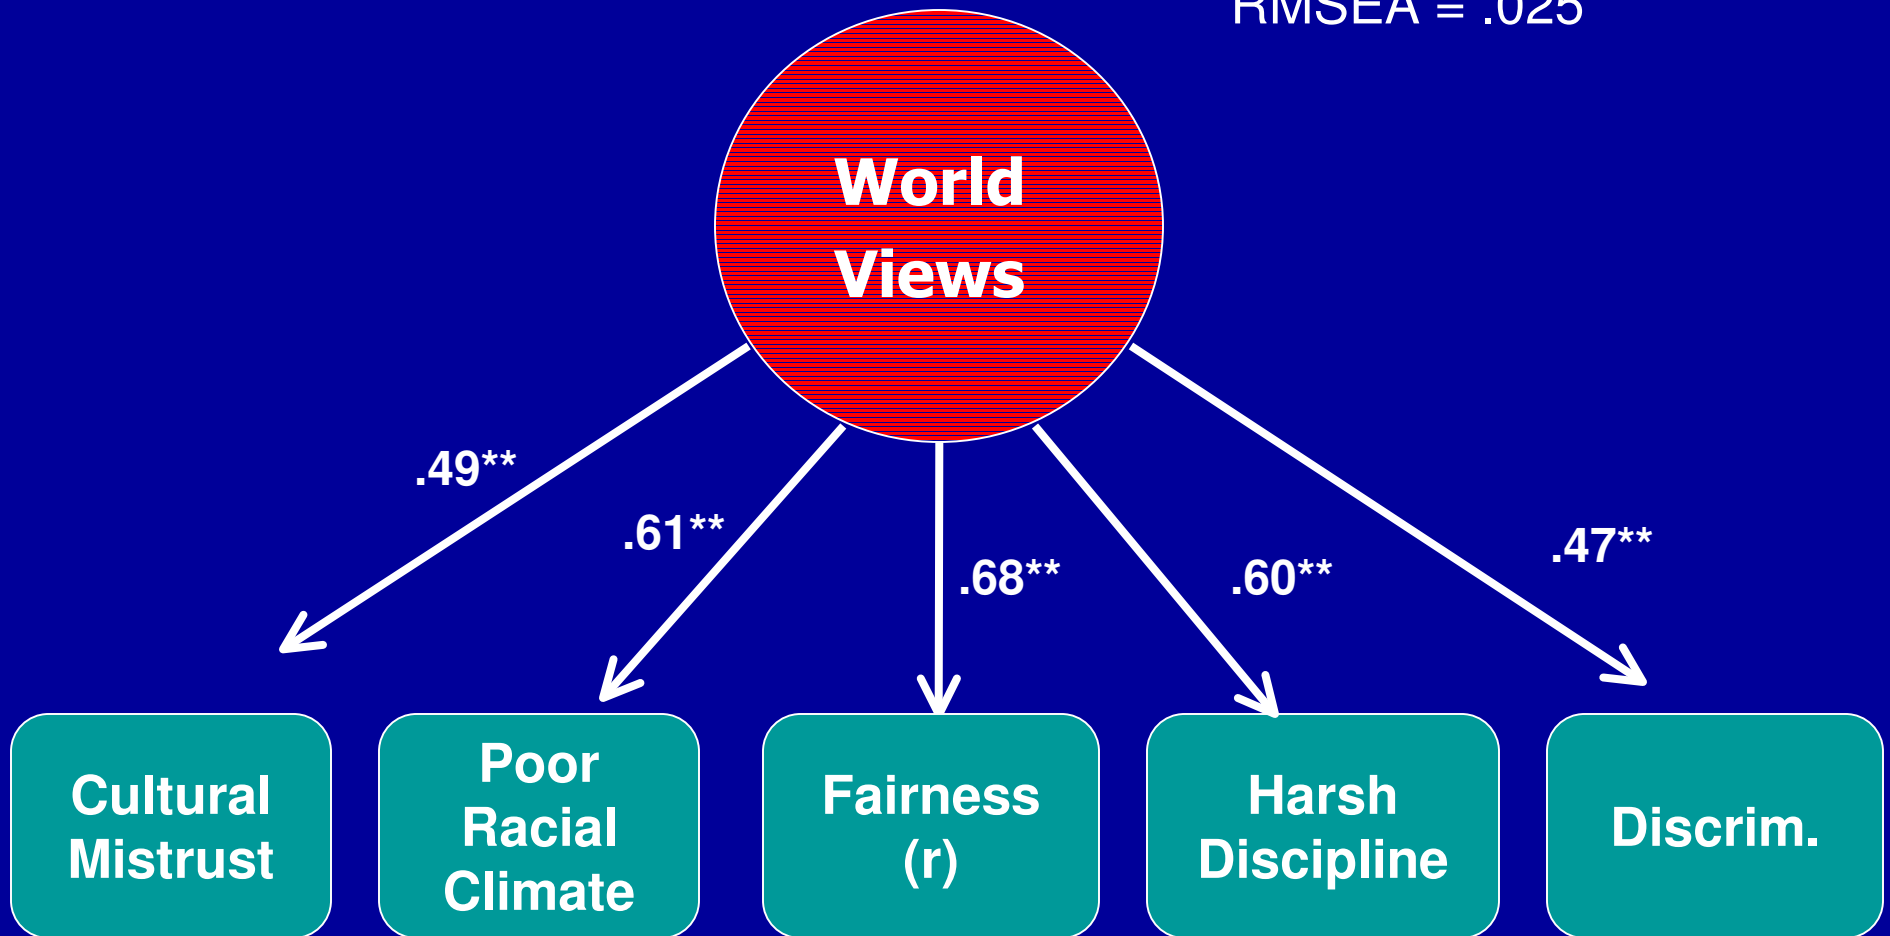 RMSEA = .025
World
Views
.49**
.61**
.68**
.60**
.47**
Cultural
Mistrust
Poor
Racial
Climate
Fairness
(r)
Harsh
Discipline
Discrim.